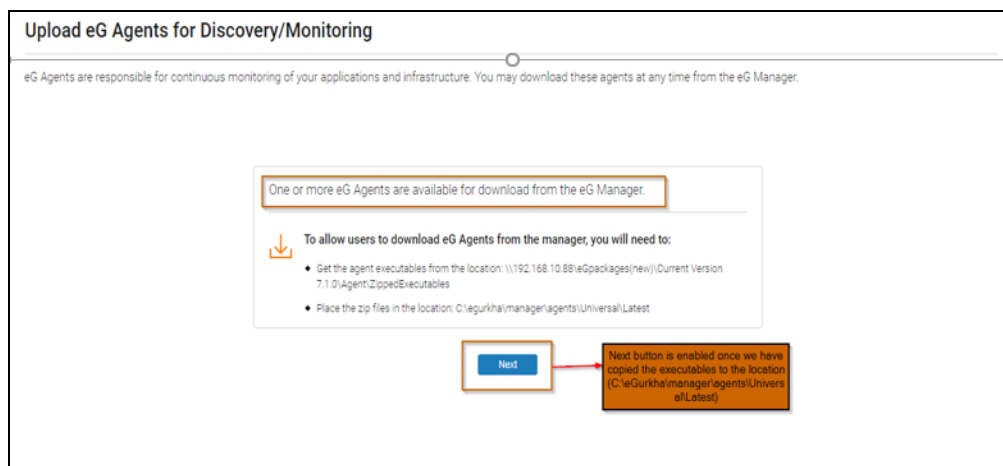 Upload eG Agents for Discovery/Monitoring
eG Agents are responsible for continuous monitoring of your applications and infrastructure. You may download these agents at any time from the eG Manager.
One or more eG Agents are available for download from the eG Manager.
To allow users to download eG Agents from the manager, you will need to:
Get the agent executables from the location: \\192.168.10.88\eGpackages(new)\Current Version
7.1.0\Agent\ZippedExecutables
Place the zip files in the location: C:\egurkha\manager\agents\Universal\Latest
Next
Next button is enabled once we have
copied the executables to the location
(C:\eGurkha\manager\agents\Univers
al\Latest)